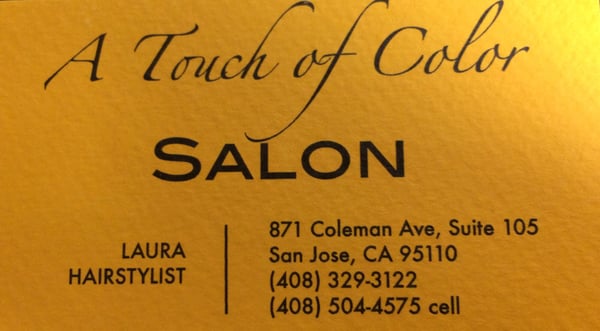 A Touch of Color
SALON
LAURA
HAIRSTYLIST
871 Coleman Ave, Suite 105
San Jose, CA 95110
(408) 329-3122
(408) 504-4575 cell